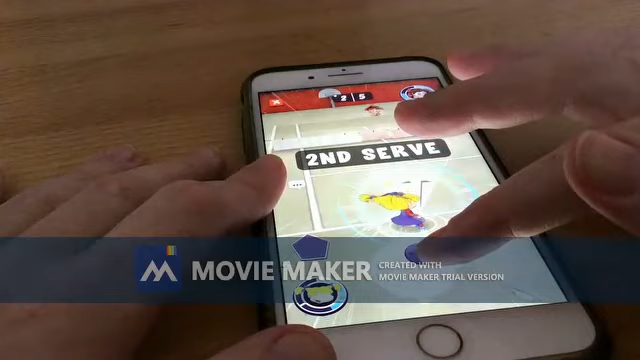 2 | 5
2ND SERVE
MOVIE MAKER
CREATED WITH
MOVIE MAKER TRIAL VERSION